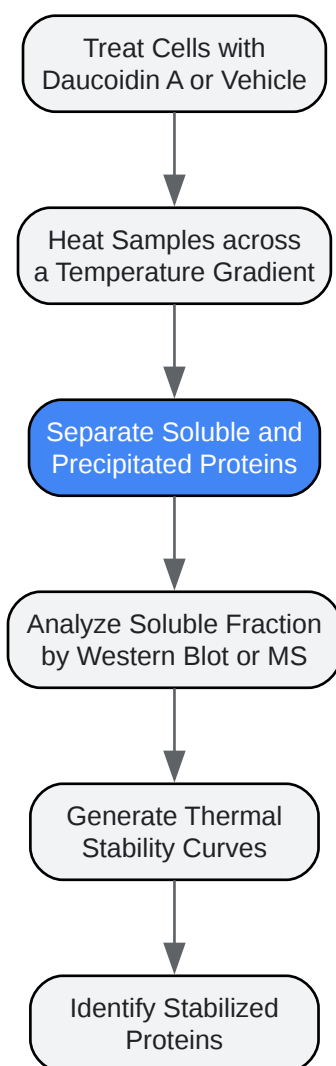 Treat Cells with
Daucoidin A or Vehicle
Heat Samples across
a Temperature Gradient
Separate Soluble and
Precipitated Proteins
Analyze Soluble Fraction
by Western Blot or MS
Generate Thermal
Stability Curves
Identify Stabilized
Proteins